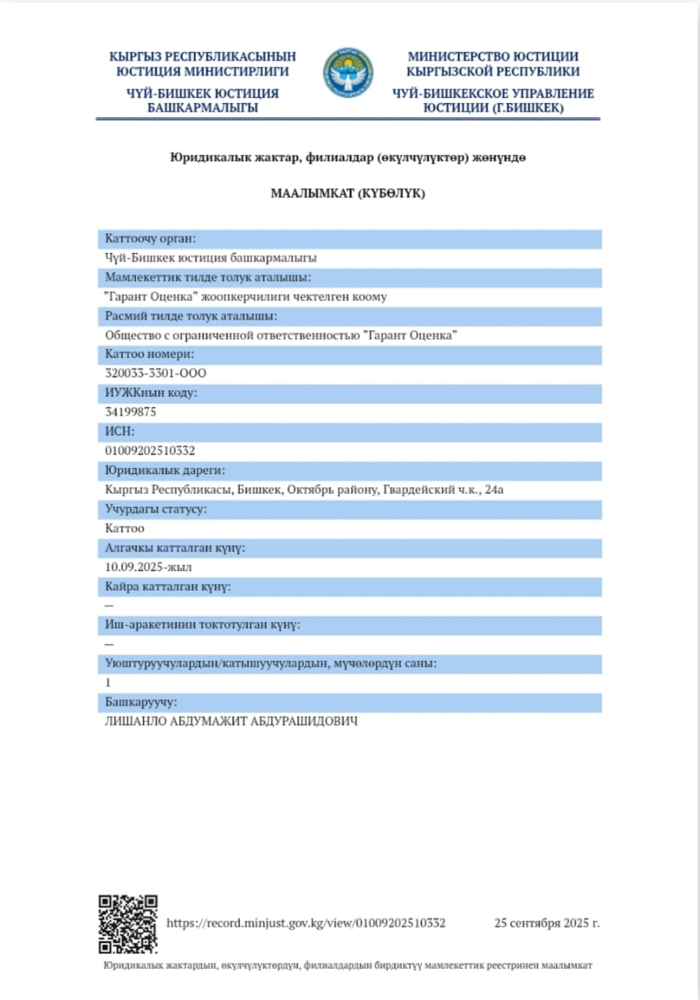 КЫРГЫЗ РЕСПУБЛИКАСЫНЫН
ЮСТИЦИЯ МИНИСТИРЛИГИ
ЧҮЙ-БИШКЕК ЮСТИЦИЯ
БАШКАРМАЛЫГЫ
МИНИСТЕРСТВО ЮСТИЦИИ
КЫРГЫЗСКОЙ РЕСПУБЛИКИ
ЧУЙ-БИШКЕКСКОЕ УПРАВЛЕНИЕ
ЮСТИЦИИ (Г.БИШКЕК)
Юридикалык жактар, филиалдар (өкүлчүлүктөр) жөнүндө
МААЛЫМКАТ (КҮБӨЛҮК)
Каттоочу орган:
Чүй-Бишкек юстиция башкармалыгы
Мамлекеттик тилде толук аталышы:
”Гарант Оценка” жоопкерчилиги чектелген коому
Расмий тилде толук аталышы:
Общество с ограниченной ответственностью ”Гарант Оценка”
Каттоо номери:
320033-3301-ООО
ИУЖКнын коду:
34199875
ИСН:
01009202510332
Юридикалык дареги:
Кыргыз Республикасы, Бишкек, Октябрь району, Гвардейский ч.к., 24а
Учурдагы статусу:
Каттоо
Алгачкы катталган күнү:
10.09.2025-жыл
Кайра катталган күнү:
—
Иш-аракетинин токтотулган күнү:
—
Уюштуруучулардын/катышуучулардын, мүчөлөрдүн саны:
1
Башкаруучу:
ЛИШАНЛО АБДУМАЖИТ АБДУРАШИДОВИЧ
https://record.minjust.gov.kg/view/01009202510332
25 сентября 2025 г.
Юридикалык жактардын, өкүлчүлүктөрдүн, филиалдардын бирдиктүү мамлекеттик реестринен маалымкат